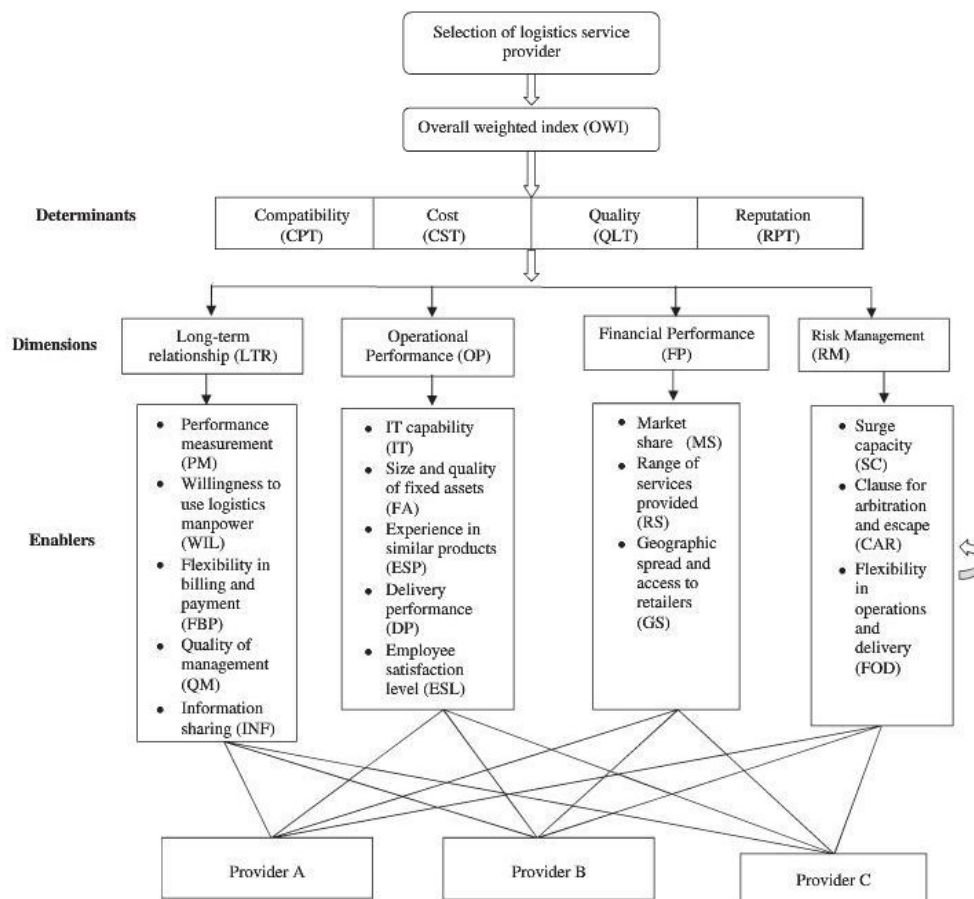 Selection of logistics service
provider
Overall weighted index (OWI)
Determinants
Compatibility
(CPT)
Cost
(CST)
Quality
(QLT)
Reputation
(RPT)
Dimensions
Long-term
relationship (LTR)
Operational
Performance (OP)
Financial Performance
(FP)
Risk Management
(RM)
Enablers
• Performance
measurement
(PM)
• Willingness to
use logistics
manpower
(WIL)
• Flexibility in
billing and
payment
(FBP)
• Quality of
management
(QM)
• Information
sharing (INF)
• IT capability
(IT)
• Size and quality
of fixed assets
(FA)
• Experience in
similar products
(ESP)
• Delivery
performance
(DP)
• Employee
satisfaction
level (ESL)
• Market
share (MS)
• Range of
services
provided
(RS)
• Geographic
spread and
access to
retailers
(GS)
• Surge
capacity
(SC)
• Clause for
arbitration
and escape
(CAR)
• Flexibility
in
operations
and
delivery
(FOD)
Provider A
Provider B
Provider C